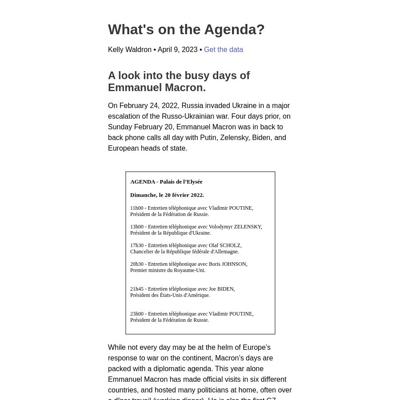 What's on the Agenda?
Kelly Waldron • April 9, 2023 • Get the data
A look into the busy days of
Emmanuel Macron.
On February 24, 2022, Russia invaded Ukraine in a major
escalation of the Russo-Ukrainian war. Four days prior, on
Sunday February 20, Emmanuel Macron was in back to
back phone calls all day with Putin, Zelensky, Biden, and
European heads of state.
AGENDA - Palais de l'Elysée
Dimanche, le 20 février 2022.
11h00 - Entretien téléphonique avec Vladimir POUTINE,
Président de la Fédération de Russie.
13h00 - Entretien téléphonique avec Volodymyr ZELENSKY,
Président de la République d'Ukraine.
17h30 - Entretien téléphonique avec Olaf SCHOLZ,
Chancelier de la République fédérale d'Allemagne.
20h30 - Entretien téléphonique avec Boris JOHNSON,
Premier ministre du Royaume-Uni.
21h45 - Entretien téléphonique avec Joe BIDEN,
Président des États-Unis d'Amérique.
23h00 - Entretien téléphonique avec Vladimir POUTINE,
Président de la Fédération de Russie.
While not every day may be at the helm of Europe's
response to war on the continent, Macron's days are
packed with a diplomatic agenda. This year alone
Emmanuel Macron has made official visits in six different
countries, and hosted many politicians at home, often over